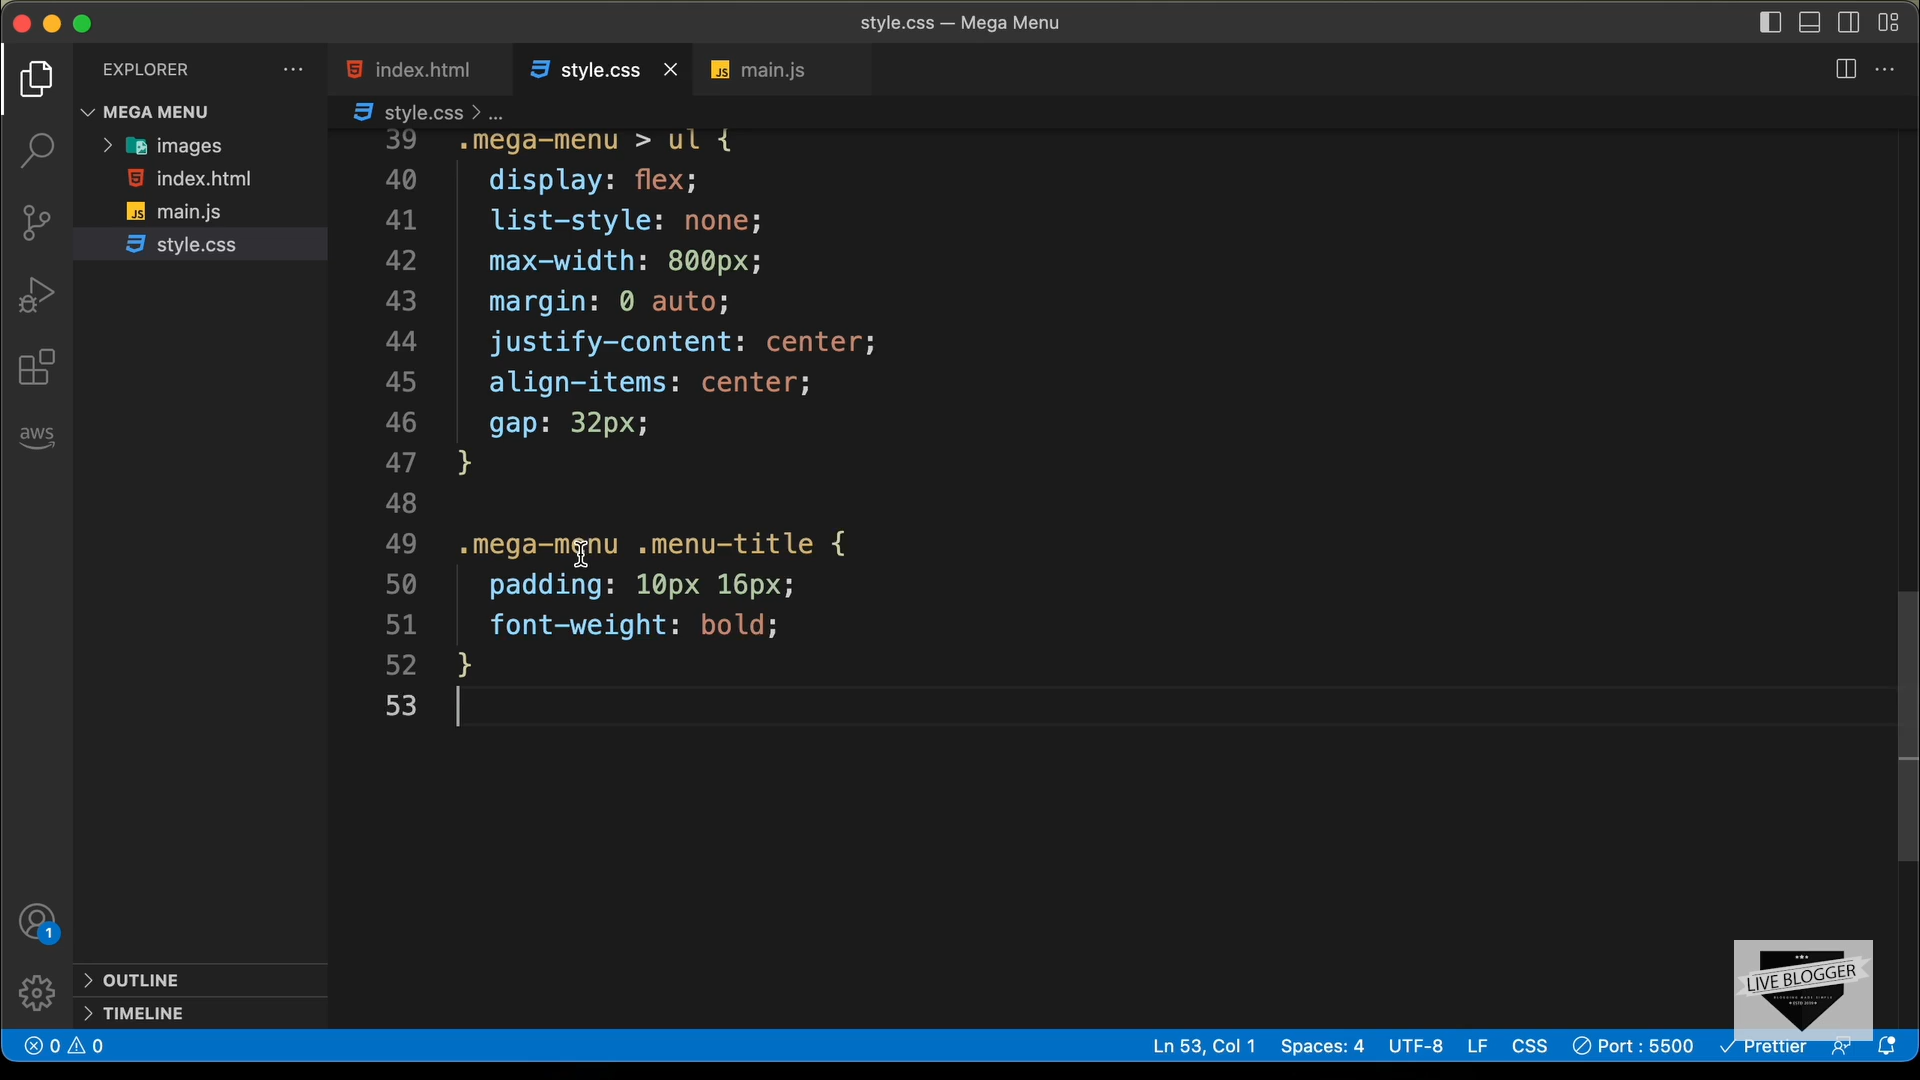 style.css — Mega Menu
EXPLORER
index.html
style.css
main.js
MEGA MENU
style.css > ...
images
index.html
main.js
style.css
39 .mega-menu > ul {
40 display: flex;
41 list-style: none;
42 max-width: 800px;
43 margin: 0 auto;
44 justify-content: center;
45 align-items: center;
46 gap: 32px;
47 }
48
49 .mega-menu .menu-title {
50 padding: 10px 16px;
51 font-weight: bold;
52 }
53
aws
1
OUTLINE
TIMELINE
LIVE BLOGGER
0 0
Ln 53, Col 1 Spaces: 4 UTF-8 LF CSS Port : 5500 Prettier